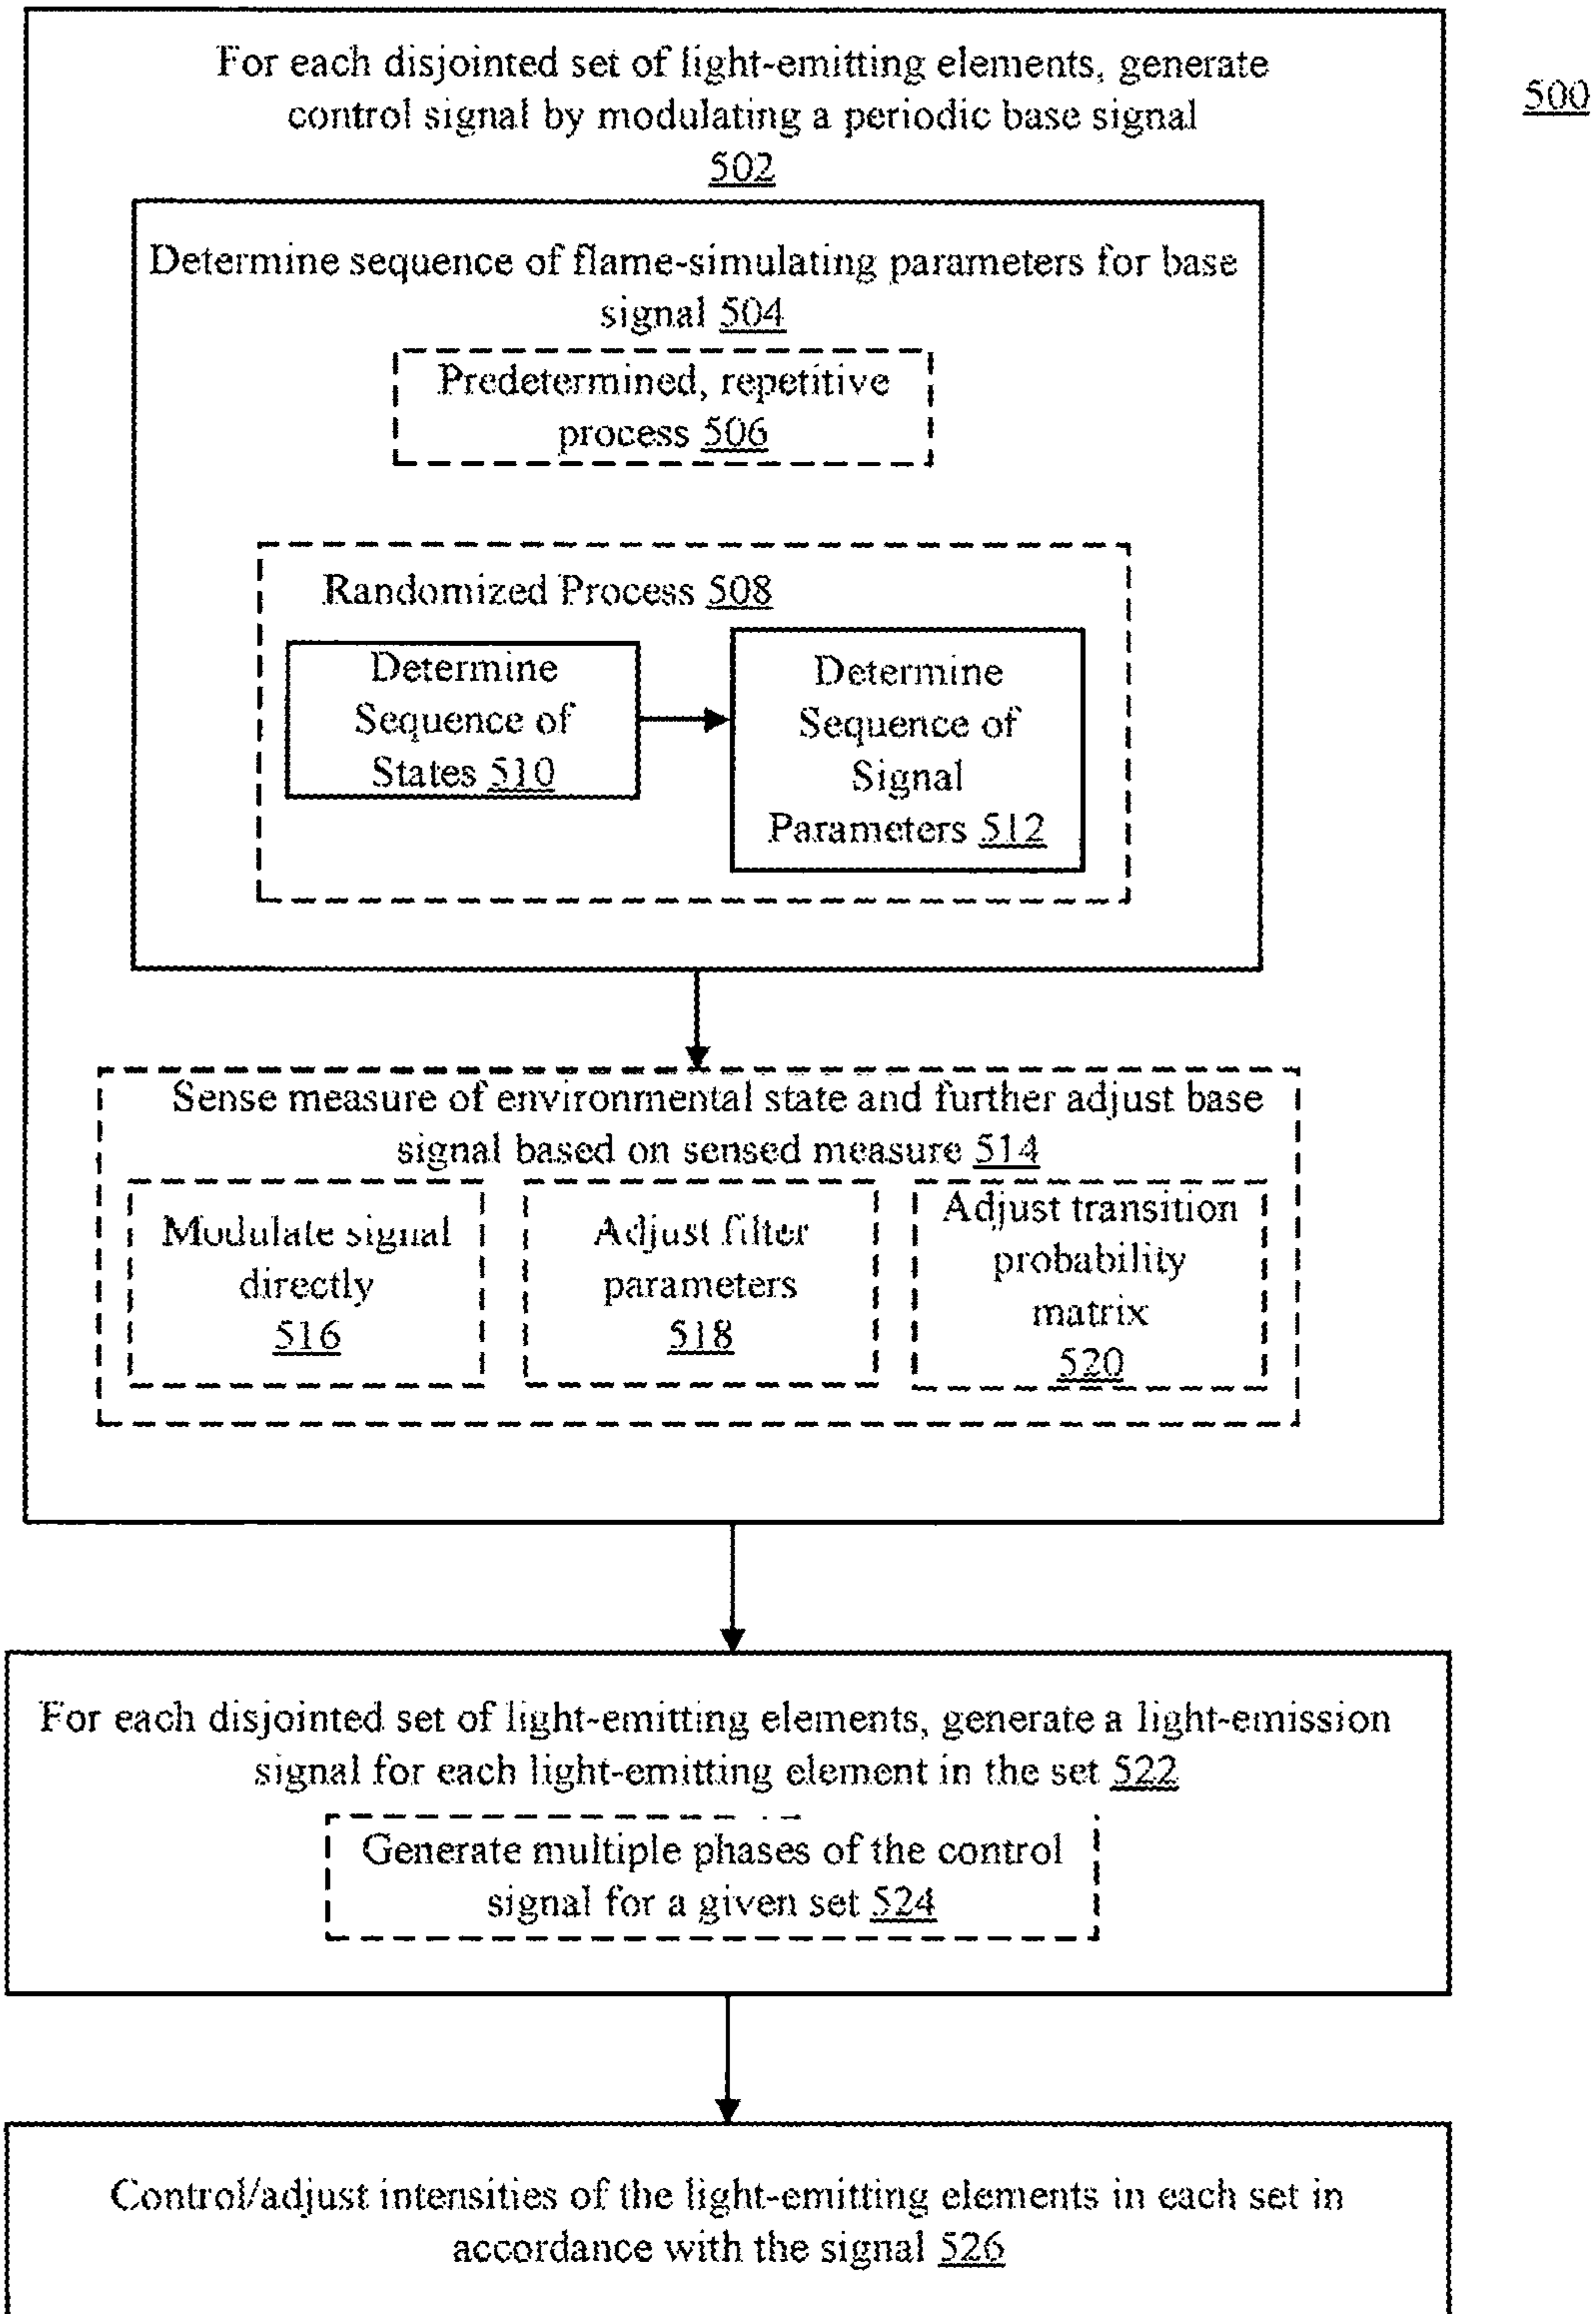 For each disjointed set of light-emitting elements, generate
control signal by modulating a periodic base signal
502
500
Determine sequence of flame-simulating parameters for base
signal 504
Predetermined, repetitive
process 506
Randomized Process 508
Determine
Sequence of
States 510
Determine
Sequence of
Signal
Parameters 512
Sense measure of environmental state and further adjust base
signal based on sensed measure 514
Modulate signal
directly
516
Adjust filter
parameters
518
Adjust transition
probability
matrix
520
For each disjointed set of light-emitting elements, generate a light-emission
signal for each light-emitting element in the set 522
Generate multiple phases of the control
signal for a given set 524
Control/adjust intensities of the light-emitting elements in each set in
accordance with the signal 526